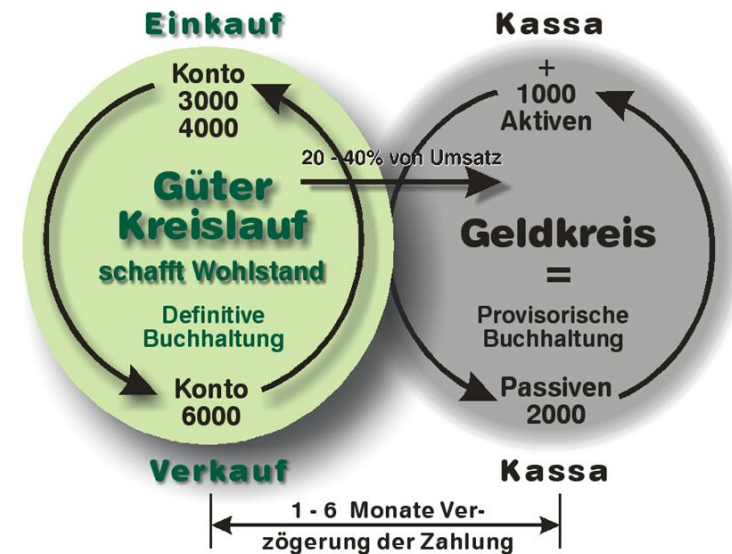 Einkauf
Konto
3000
4000
Güter
Kreislauf
schafft Wohlstand
Definitive
Buchhaltung
Konto
6000
Verkauf
20 - 40% von Umsatz
Kassa
+
1000
Aktiven
Geldkreis
=
Provisorische
Buchhaltung
Passiven
2000
Kassa
1 - 6 Monate Ver-
zögerung der Zahlung